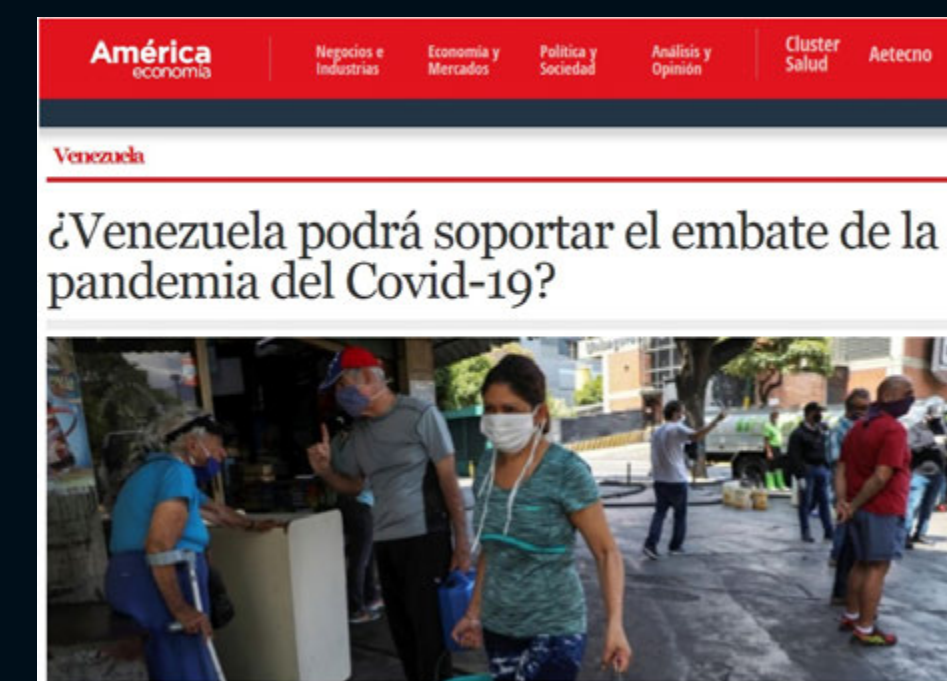 América
economía
Negocios e
Industrias
Economía y
Mercados
Política y
Sociedad
Análisis y
Opinión
Cluster
Salud
Aetecno
Venezuela
¿Venezuela podrá soportar el embate de la
pandemia del Covid-19?